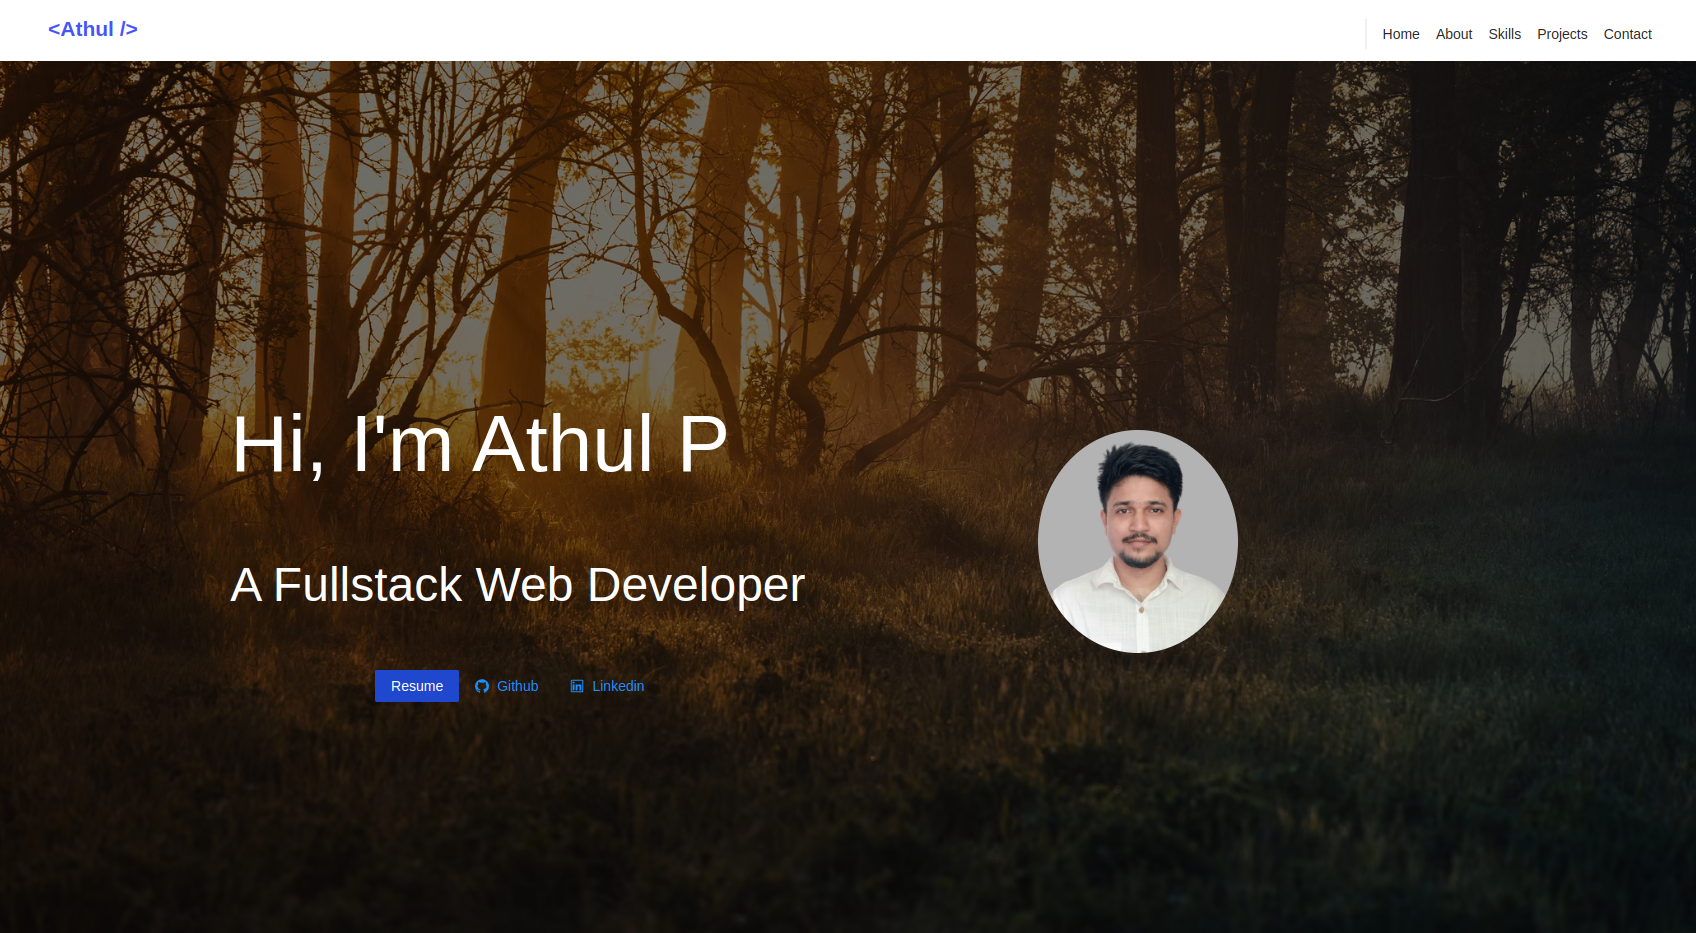 <Athul />
Home About Skills Projects Contact
Hi, I'm Athul P
A Fullstack Web Developer
Resume Github Linkedin